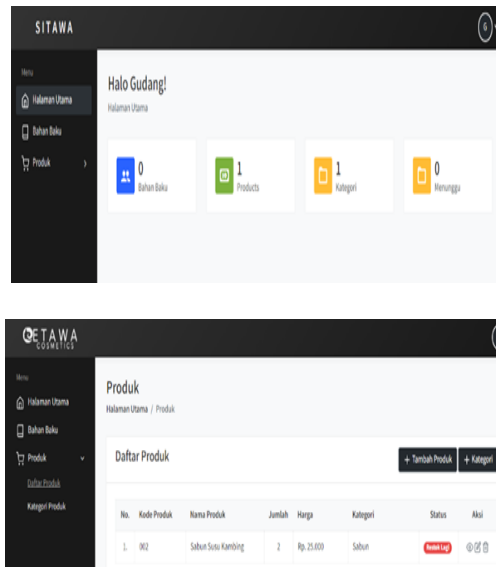 SITAWA
G
Menu
Halaman Utama
Bahan Baku
Produk
Halo Gudang!
Halaman Utama
0
Bahan Baku
1
Products
1
Kategori
0
Menunggu
GETAWA
COSMETICS
Menu
Halaman Utama
Bahan Baku
Produk
Daftar Produk
Kategori Produk
Produk
Halaman Utama / Produk
Daftar Produk
+ Tambah Produk + Kategori
No. Kode Produk Nama Produk Jumlah Harga Kategori Status Aksi
1. 002 Sabun Susu Kambing 2 Rp. 25.000 Sabun Restok Lagi